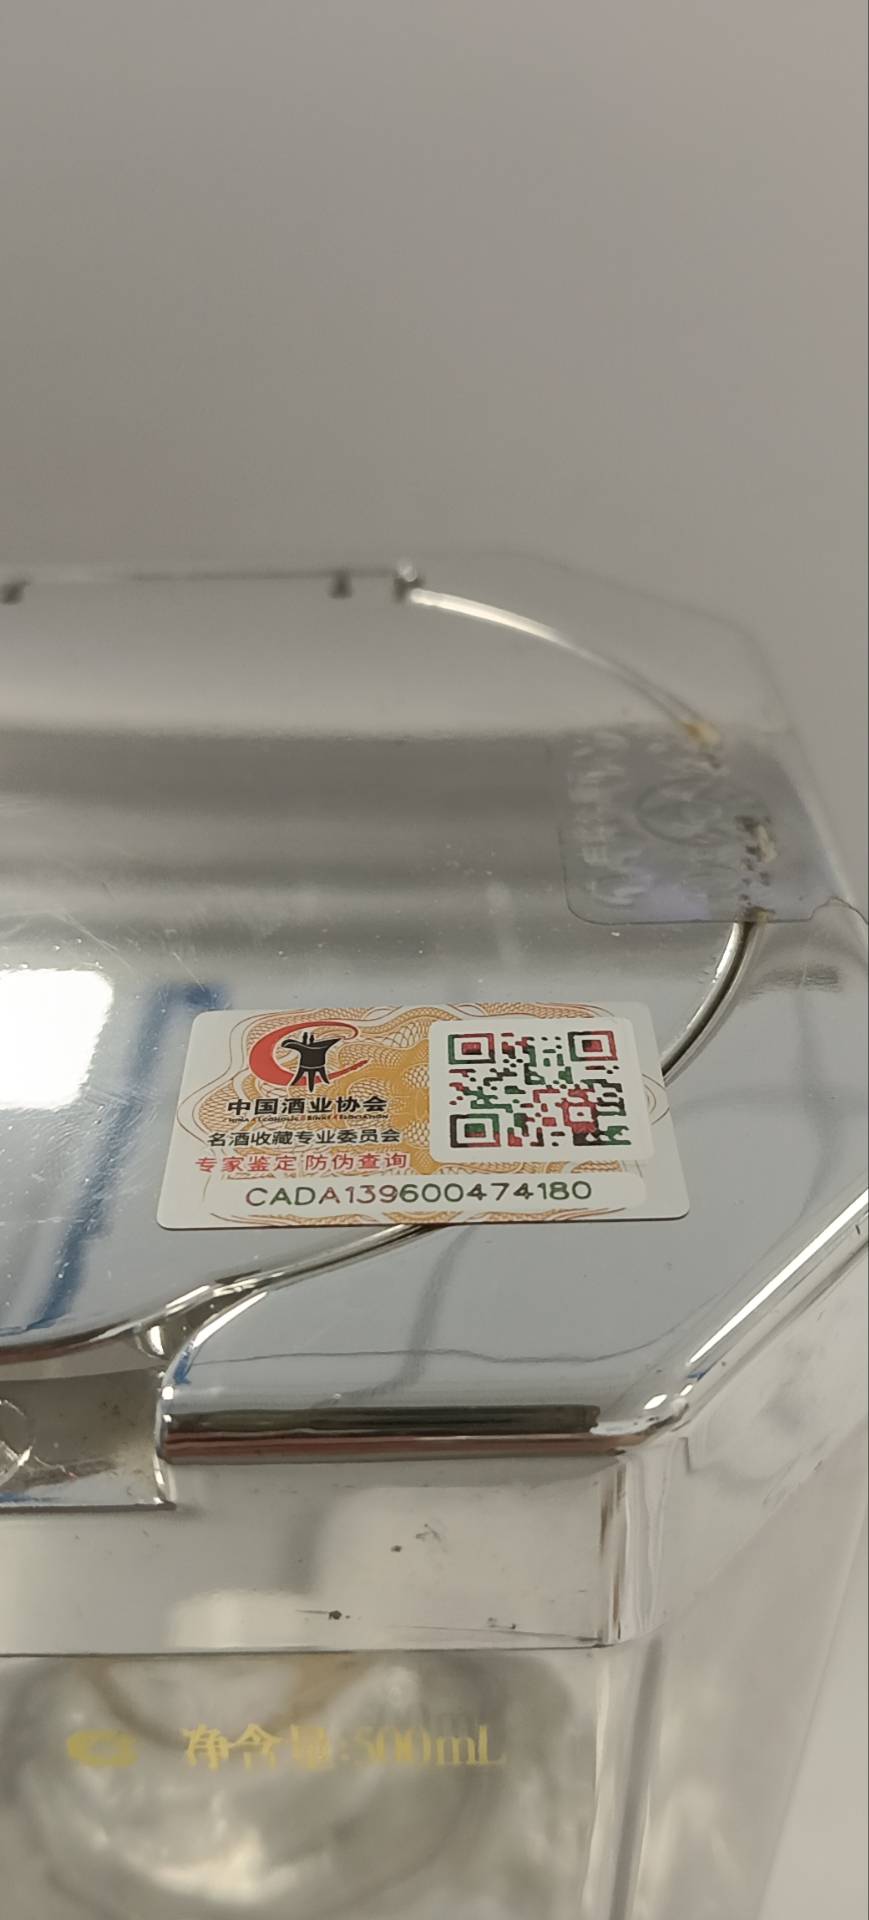 中国酒业协会
名酒收藏专业委员会
专家鉴定 防伪查询
CADA139600474180
净含量:500mL